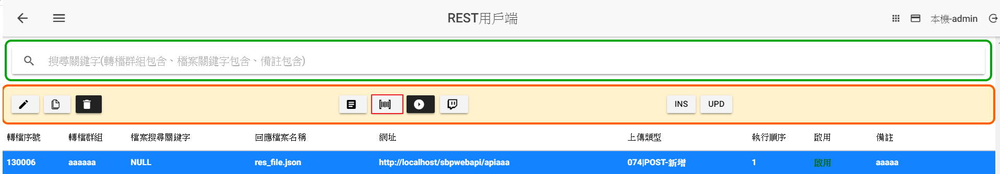 REST用戶端
本機-admin
搜尋關鍵字(轉檔群組包含、檔案關鍵字包含、備註包含)
INS UPD
轉檔序號 轉檔群組 檔案搜尋關鍵字 回應檔案名稱 網址 上傳類型 執行順序 啟用 備註
130006 aaaaaa NULL res_file.json http://localhost/sbpwebapi/apiaaa 074|POST-新增 1 啟用 aaaaa